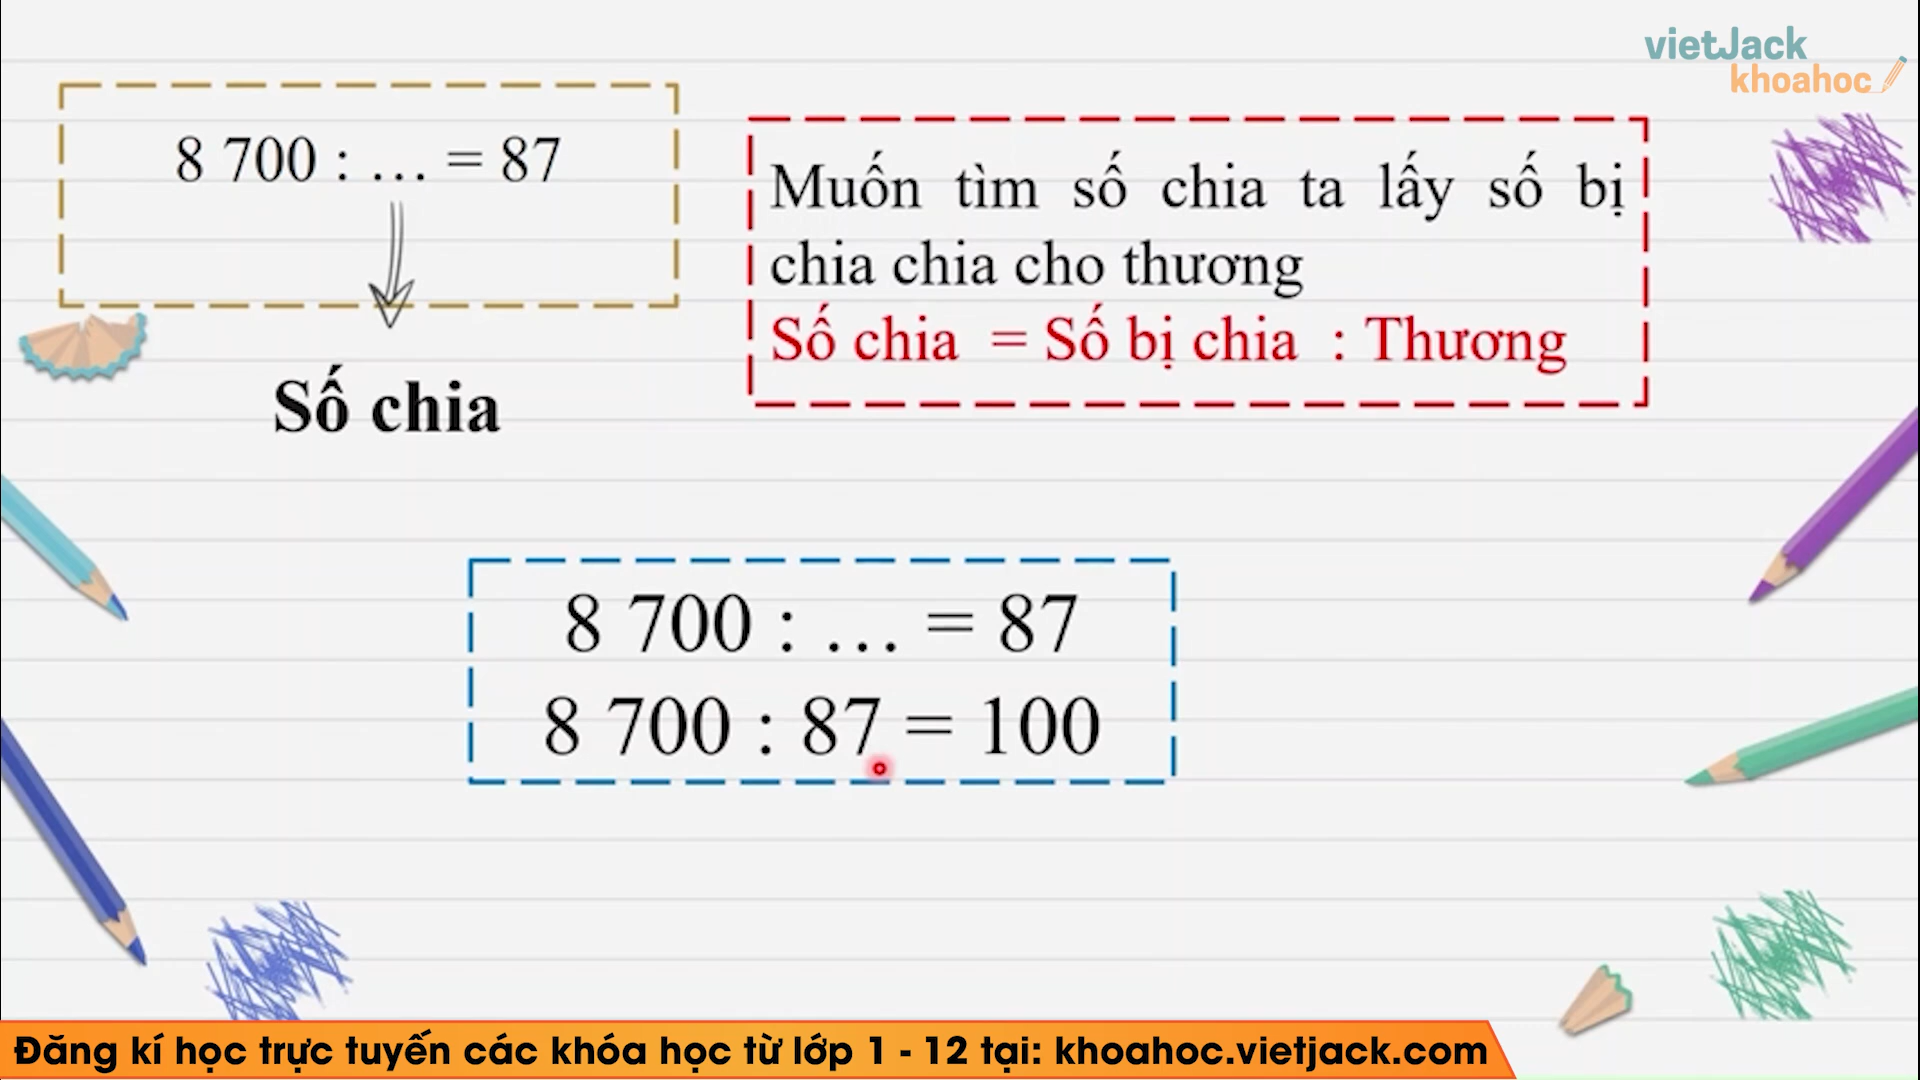 vietJack
khoahoc
8 700 : … = 87
Số chia
Muốn tìm số chia ta lấy số bị
chia chia cho thương
Số chia = Số bị chia : Thương
8 700 : … = 87
8 700 : 87 = 100
Đăng kí học trực tuyến các khóa học từ lớp 1 - 12 tại: khoahoc.vietjack.com